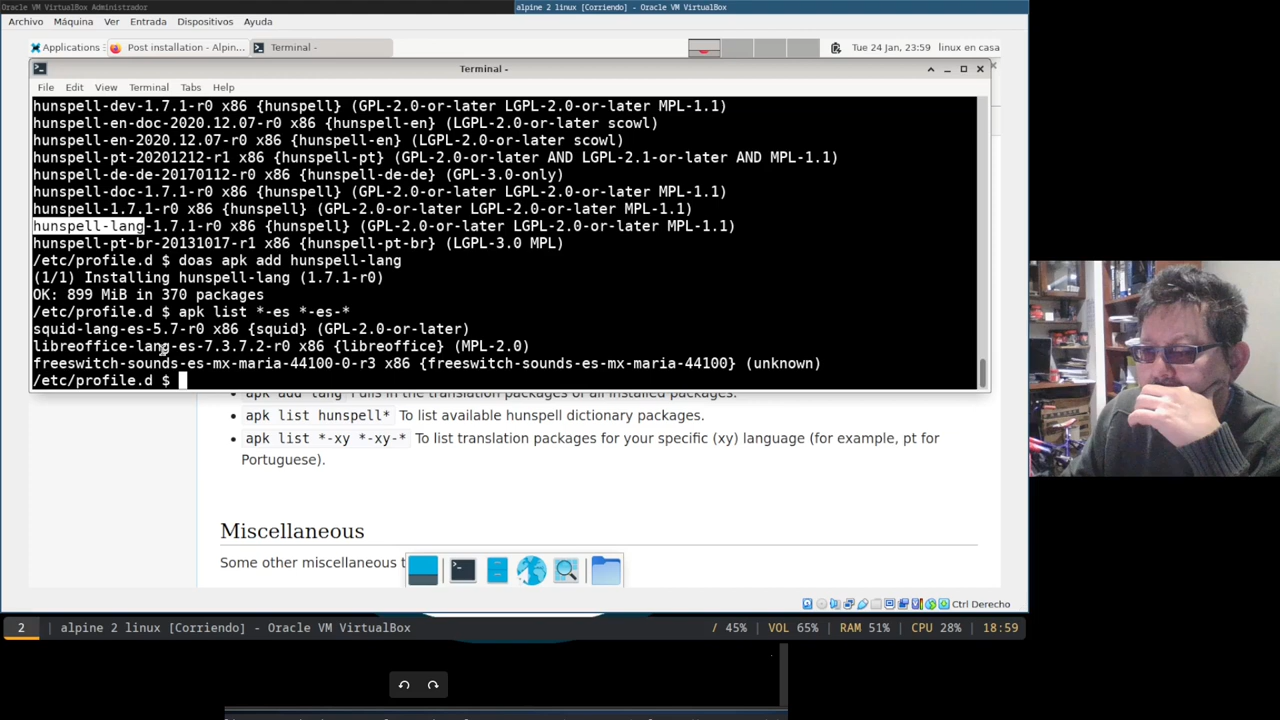 Oracle VM VirtualBox Administrador
alpine 2 linux [Corriendo] - Oracle VM VirtualBox
Archivo Máquina Ver Entrada Dispositivos Ayuda
Applications
Post installation - Alpin...
Terminal -
Tue 24 Jan, 23:59 linux en casa
Terminal -
File Edit View Terminal Tabs Help
hunspell-dev-1.7.1-r0 x86 {hunspell} (GPL-2.0-or-later LGPL-2.0-or-later MPL-1.1)
hunspell-en-doc-2020.12.07-r0 x86 {hunspell-en} (LGPL-2.0-or-later scowl)
hunspell-en-2020.12.07-r0 x86 {hunspell-en} (LGPL-2.0-or-later scowl)
hunspell-pt-20201212-r1 x86 {hunspell-pt} (GPL-2.0-or-later AND LGPL-2.1-or-later AND MPL-1.1)
hunspell-de-de-20170112-r0 x86 {hunspell-de-de} (GPL-3.0-only)
hunspell-doc-1.7.1-r0 x86 {hunspell} (GPL-2.0-or-later LGPL-2.0-or-later MPL-1.1)
hunspell-1.7.1-r0 x86 {hunspell} (GPL-2.0-or-later LGPL-2.0-or-later MPL-1.1)
hunspell-lang-1.7.1-r0 x86 {hunspell} (GPL-2.0-or-later LGPL-2.0-or-later MPL-1.1)
hunspell-pt-br-20131017-r1 x86 {hunspell-pt-br} (LGPL-3.0 MPL)
/etc/profile.d $ doas apk add hunspell-lang
(1/1) Installing hunspell-lang (1.7.1-r0)
OK: 899 MiB in 370 packages
/etc/profile.d $ apk list *-es *-es-*
squid-lang-es-5.7-r0 x86 {squid} (GPL-2.0-or-later)
libreoffice-lang-es-7.3.7.2-r0 x86 {libreoffice} (MPL-2.0)
freeswitch-sounds-es-mx-maria-44100-0-r3 x86 {freeswitch-sounds-es-mx-maria-44100} (unknown)
/etc/profile.d $
apk add lang Pulls in the translation packages of all installed packages.
apk list hunspell* To list available hunspell dictionary packages.
apk list *-xy *-xy-* To list translation packages for your specific (xy) language (for example, pt for
Portuguese).
Miscellaneous
Some other miscellaneous
Ctrl Derecho
2 alpine 2 linux [Corriendo] - Oracle VM VirtualBox / 45% VOL 65% RAM 51% CPU 28% 18:59